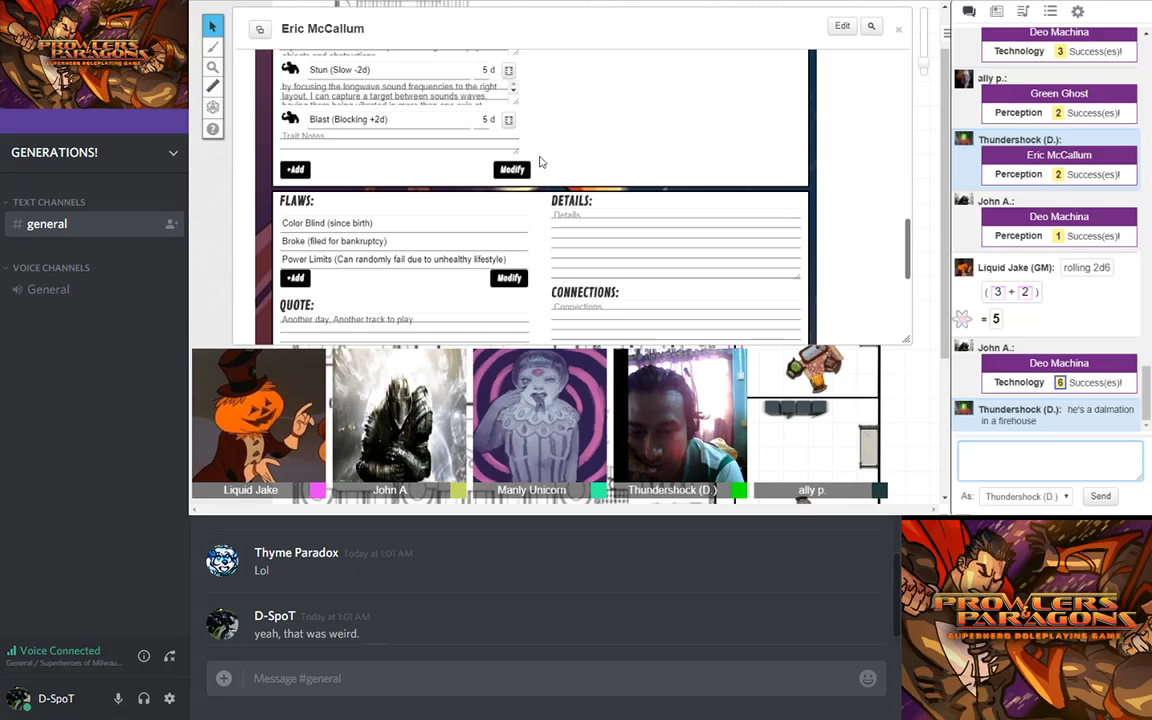 PROWLERS
& PARAGONS
SUPERHERO ROLEPLAYING GAME
GENERATIONS!
TEXT CHANNELS
# general
VOICE CHANNELS
General
Voice Connected
General / Superheroes of Milwau...
D-SpoT
Eric McCallum
Edit
Stun (Slow -2d)
5 d
by focusing the longwave sound frequencies to the right
layout, I can capture a target between sounds waves,
Blast (Blocking +2d)
5 d
Trait Notes
+Add
Modify
FLAWS:
Color Blind (since birth)
Broke (filed for bankruptcy)
Power Limits (Can randomly fail due to unhealthy lifestyle)
+Add
Modify
QUOTE:
Another day, Another track to play
DETAILS:
Details
CONNECTIONS:
Connections
Liquid Jake
John A
Manly Unicorn
Thundershock (D.)
ally p.
Deo Machina
Technology 3 Success(es)!
ally p.:
Green Ghost
Perception 2 Success(es)!
Thundershock (D.):
Eric McCallum
Perception 2 Success(es)!
John A.:
Deo Machina
Perception 1 Success(es)!
Liquid Jake (GM): rolling 2d6
( 3 + 2 )
= 5
John A.:
Deo Machina
Technology 6 Success(es)!
Thundershock (D.): he's a dalmation
in a firehouse
As: Thundershock (D.)
Send
Thyme Paradox Today at 1:01 AM
Lol
D-SpoT Today at 1:01 AM
yeah, that was weird.
Message #general
PROWLERS
& PARAGONS
SUPERHERO ROLEPLAYING GAME